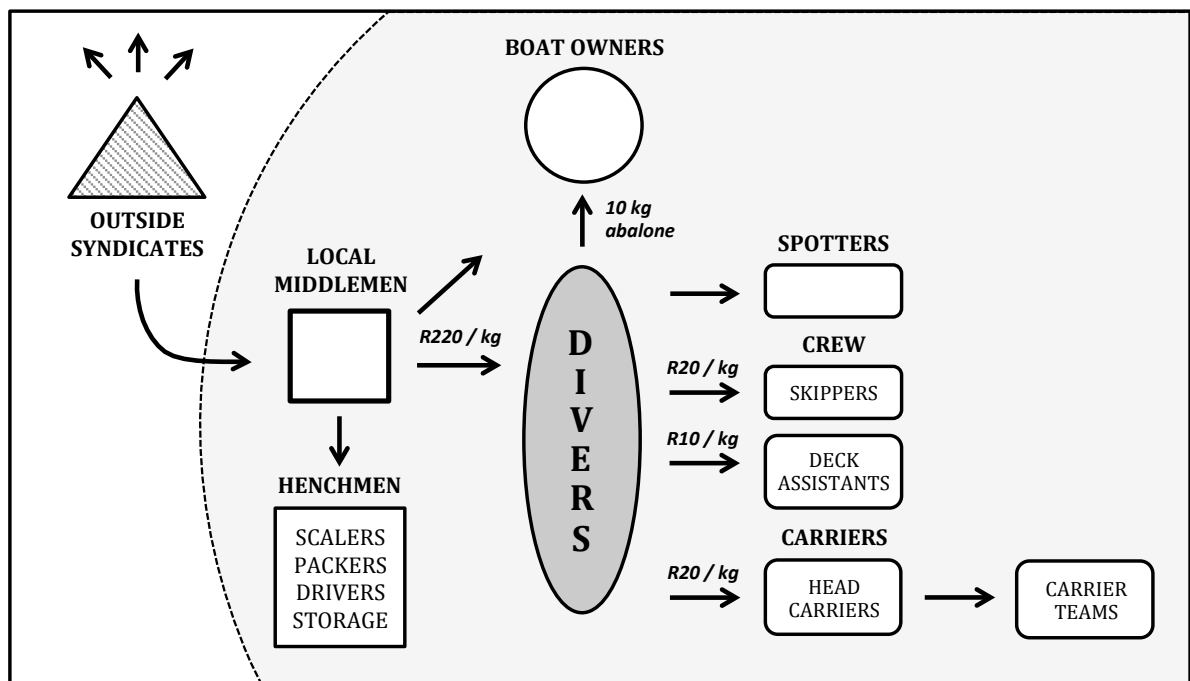 BOAT OWNERS
OUTSIDE
SYNDICATES
10 kg
abalone
LOCAL
MIDDLEMEN
R220 / kg
HENCHMEN
SCALERS
PACKERS
DRIVERS
STORAGE
DIVERS
SPOTTERS
CREW
R20 / kg
SKIPPERS
R10 / kg
DECK
ASSISTANTS
CARRIERS
R20 / kg
HEAD
CARRIERS
CARRIER
TEAMS